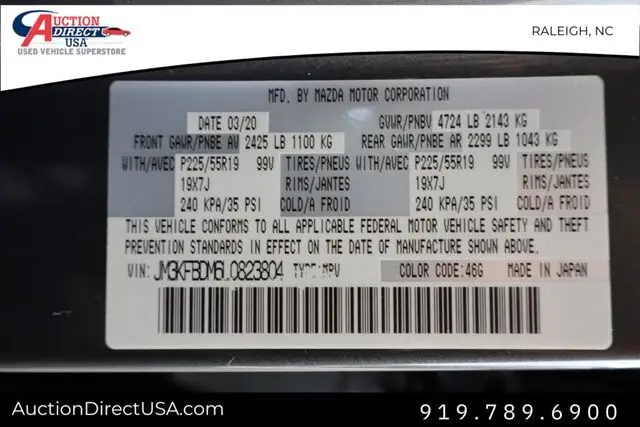 AUCTION
DIRECT
USA
USED VEHICLE SUPERSTORE
RALEIGH, NC
MFD. BY MAZDA MOTOR CORPORATION
DATE 03/20 GVWR/PNBV 4724 LB 2143 KG
FRONT GAWR/PNBE AV 2425 LB 1100 KG REAR GAWR/PNBE AR 2299 LB 1043 KG
WITH/AVEC P225/55R19 99V TIRES/PNEUS WITH/AVEC P225/55R19 99V TIRES/PNEUS
19X7J RIMS/JANTES 19X7J RIMS/JANTES
240 KPA/35 PSI COLD/A FROID 240 KPA/35 PSI COLD/A FROID
THIS VEHICLE CONFORMS TO ALL APPLICABLE FEDERAL MOTOR VEHICLE SAFETY AND THEFT
PREVENTION STANDARDS IN EFFECT ON THE DATE OF MANUFACTURE SHOWN ABOVE.
VIN: JM3KFBDM6L0823804 TYPE:MPV COLOR CODE:46G MADE IN JAPAN
AuctionDirectUSA.com 919.789.6900